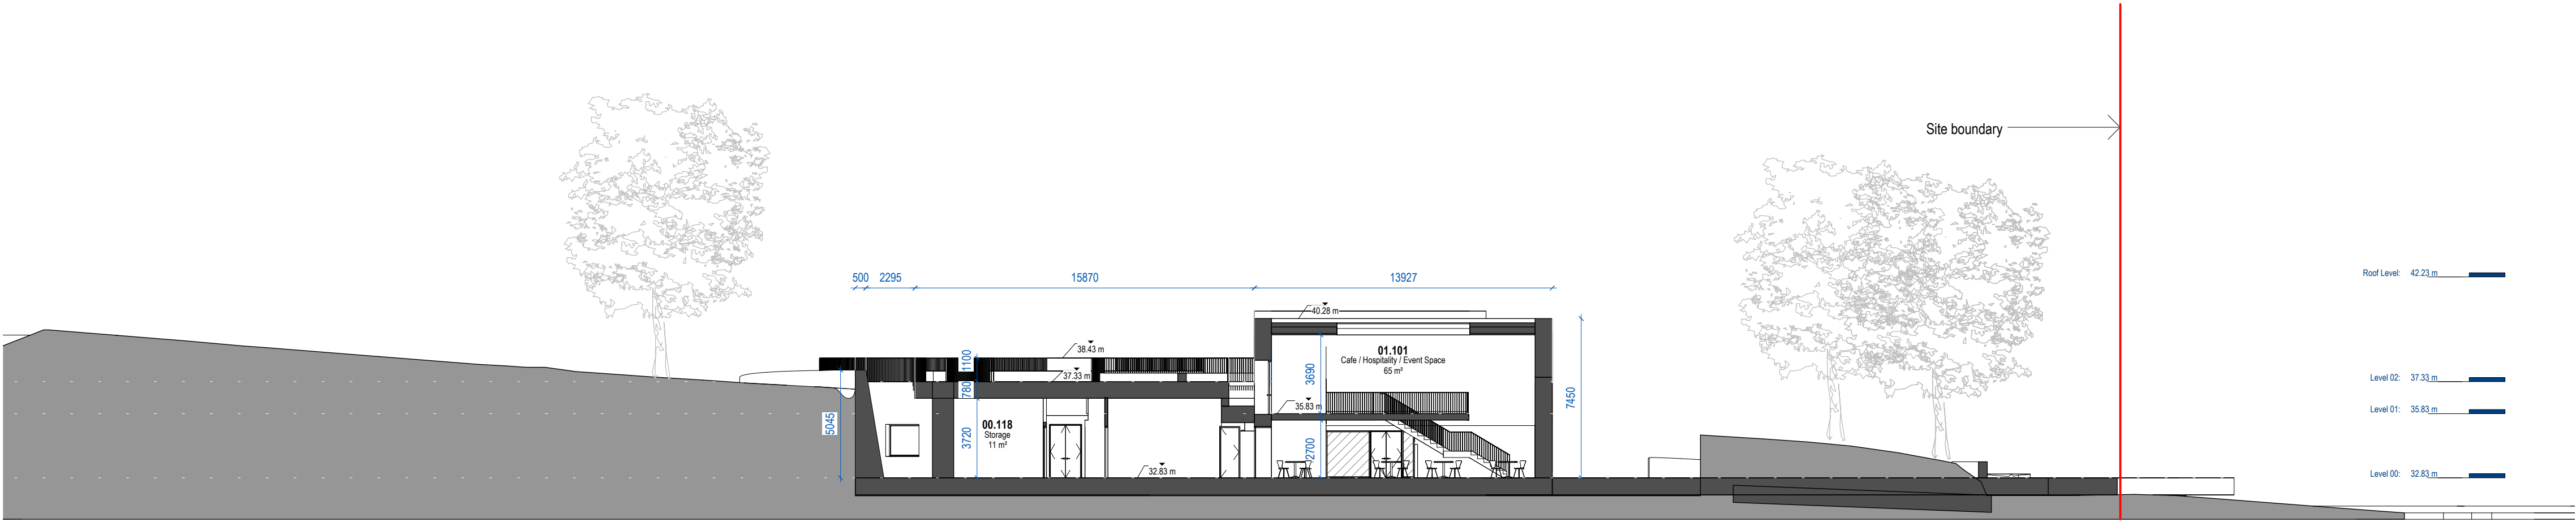 Site boundary
500 2295 15870 13927
Roof Level: 42.23 m
40.28 m
38.43 m
1100
01.101
Cafe / Hospitality / Event Space
65 m²
37.33 m
3690
Level 02: 37.33 m
780
7450
35.83 m
Level 01: 35.83 m
5045
00.118
Storage
11 m²
3720
2700
32.83 m
Level 00: 32.83 m